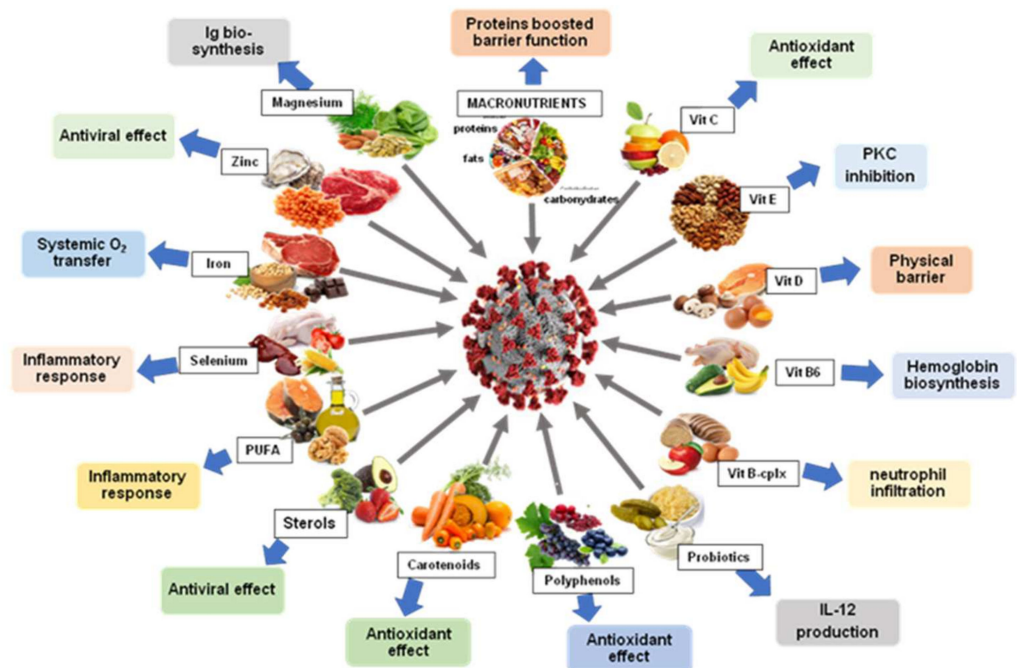 Ig bio-
synthesis
Proteins boosted
barrier function
Antioxidant
effect
Magnesium
MACRONUTRIENTS
proteins
fats
carbonydrates
Vit C
Antiviral effect
Zinc
PKC
inhibition
Vit E
Systemic O₂
transfer
Iron
Vit D
Physical
barrier
Inflammatory
response
Selenium
Vit B6
Hemoglobin
biosynthesis
PUFA
Inflammatory
response
Vit B-cplx
neutrophil
infiltration
Sterols
Antiviral effect
Carotenoids
Antioxidant
effect
Polyphenols
Antioxidant
effect
Probiotics
IL-12
production